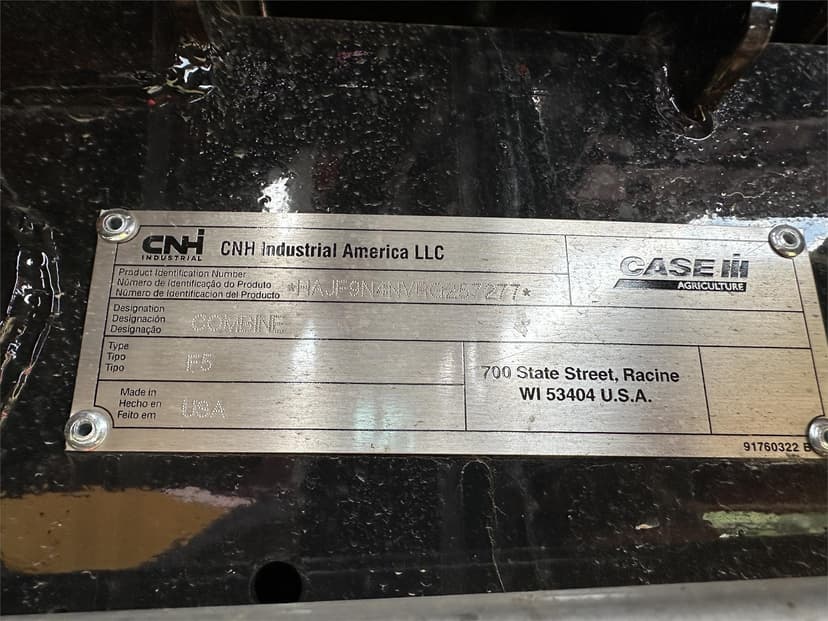 CNH
INDUSTRIAL
CNH Industrial America LLC
CASE IH
AGRICULTURE
Product Identification Number
Número de Identificação do Produto
Número de Identificacion del Producto
Designation
Designación
Designação
COMBINE
Type
Tipo
Tipo
F5
700 State Street, Racine
WI 53404 U.S.A.
Made in
Hecho en
Feito em
USA
91760322 B